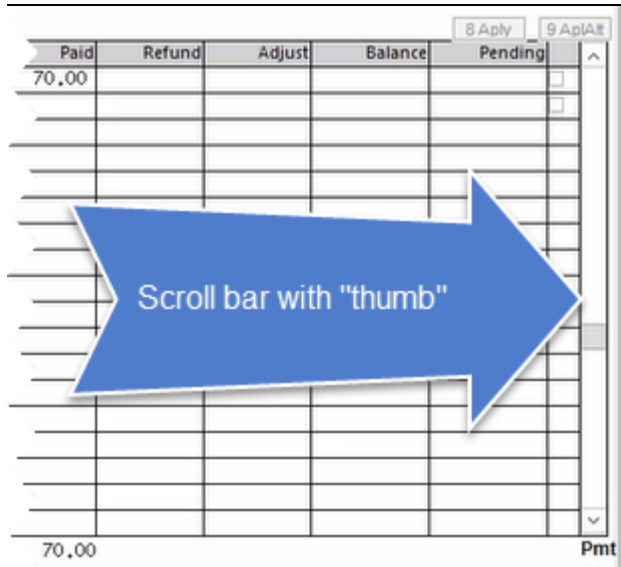 8 Aply 9 AplAlt
Paid Refund Adjust Balance Pending
70.00
Scroll bar with "thumb"
70.00 Pmt